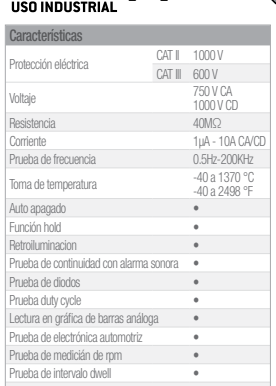 USO INDUSTRIAL
Características
Protección eléctrica CAT II 1000 V
CAT III 600 V
Voltaje 750 V CA
1000 V CD
Resistencia 40MΩ
Corriente 1µA - 10A CA/CD
Prueba de frecuencia 0.5Hz-200KHz
Toma de temperatura -40 a 1370 °C
-40 a 2498 °F
Auto apagado •
Función hold •
Retroiluminacion •
Prueba de continuidad con alarma sonora •
Prueba de diodos •
Prueba duty cycle •
Lectura en gráfica de barras análoga •
Prueba de electrónica automotriz •
Prueba de medicián de rpm •
Prueba de intervalo dwell •